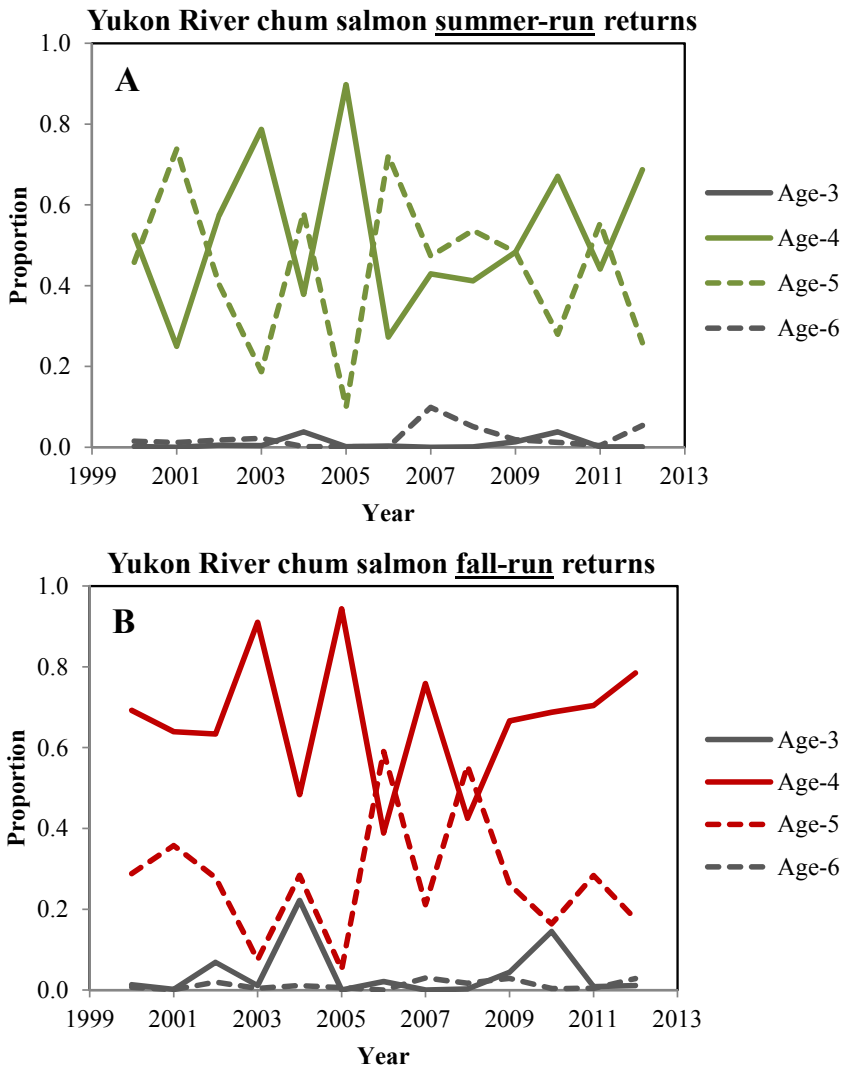 Yukon River chum salmon summer-run returns
1.0
A
0.8
0.6
0.4
0.2
0.0
Proportion
1999 2001 2003 2005 2007 2009 2011 2013
Year
Age-3
Age-4
Age-5
Age-6
Yukon River chum salmon fall-run returns
1.0
B
0.8
0.6
0.4
0.2
0.0
Proportion
1999 2001 2003 2005 2007 2009 2011 2013
Year
Age-3
Age-4
Age-5
Age-6